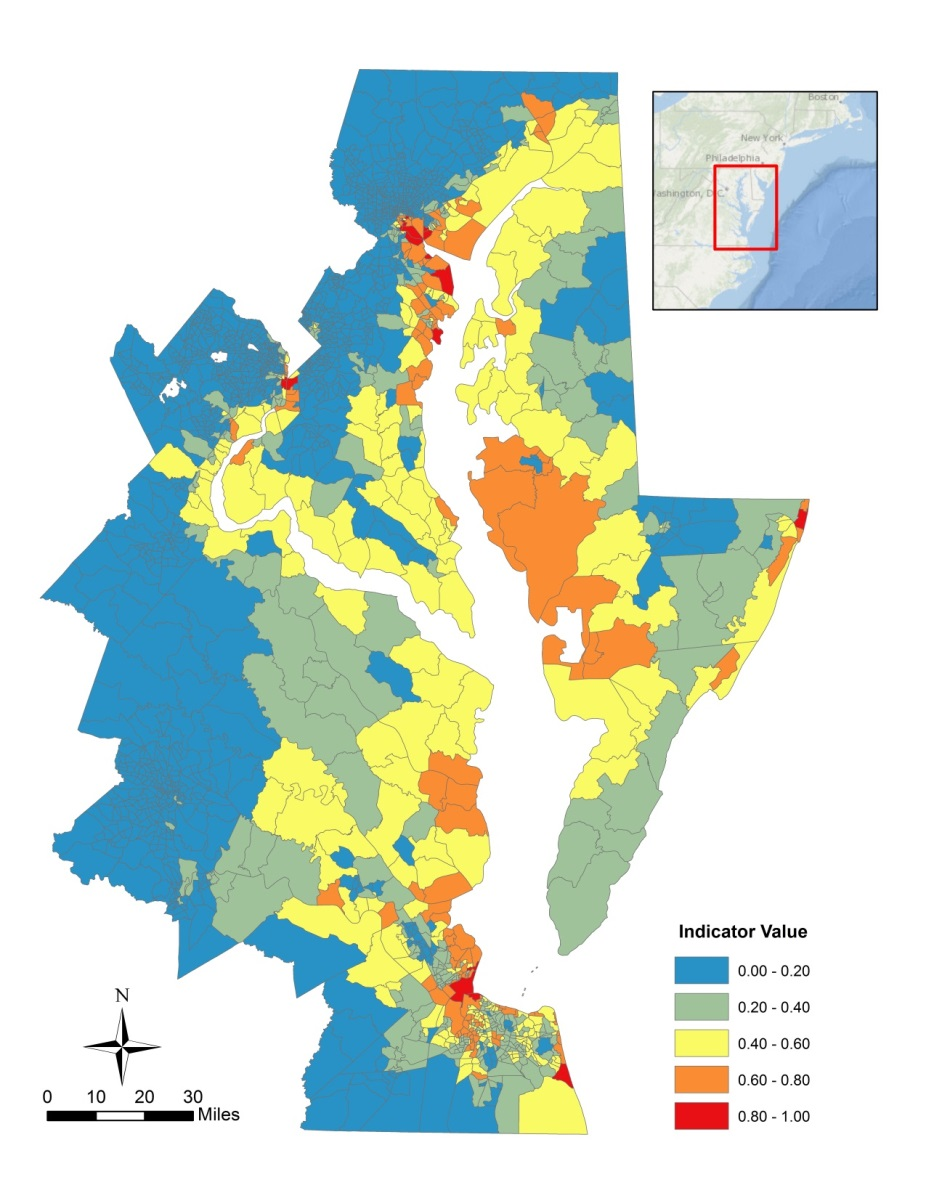 Boston
New York
Philadelphia
ashington, D.C.
Indicator Value
0.00 - 0.20
0.20 - 0.40
0.40 - 0.60
0.60 - 0.80
0.80 - 1.00
N
0 10 20 30
Miles